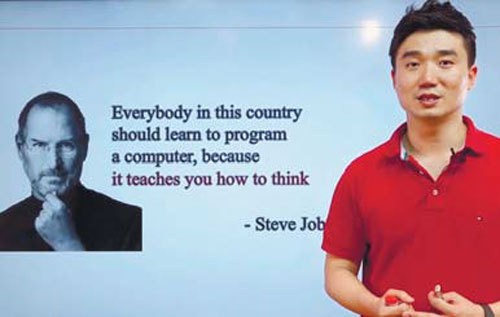 Everybody in this country
should learn to program
a computer, because
it teaches you how to think
- Steve Job